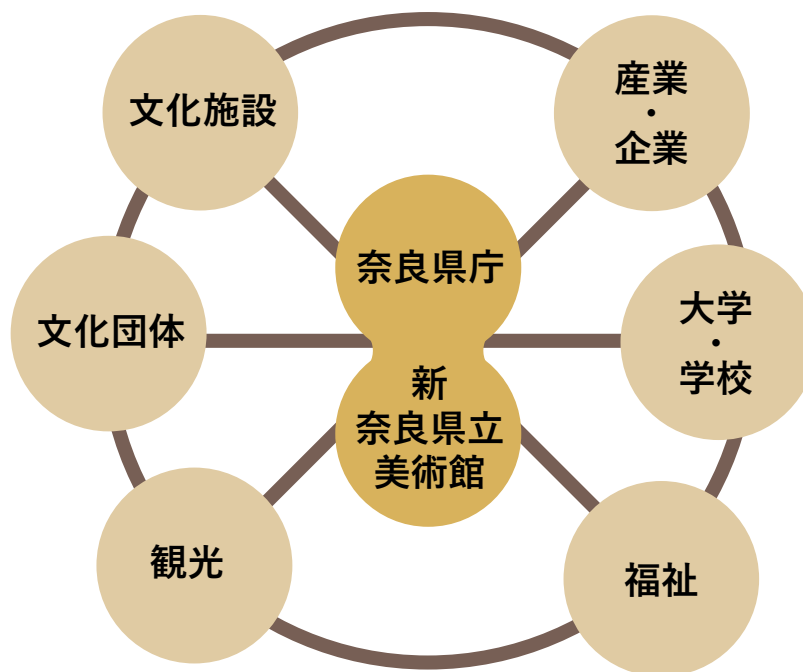 文化施設
産業
・
企業
奈良県庁
文化団体
大学
・
学校
新
奈良県立
美術館
観光
福祉